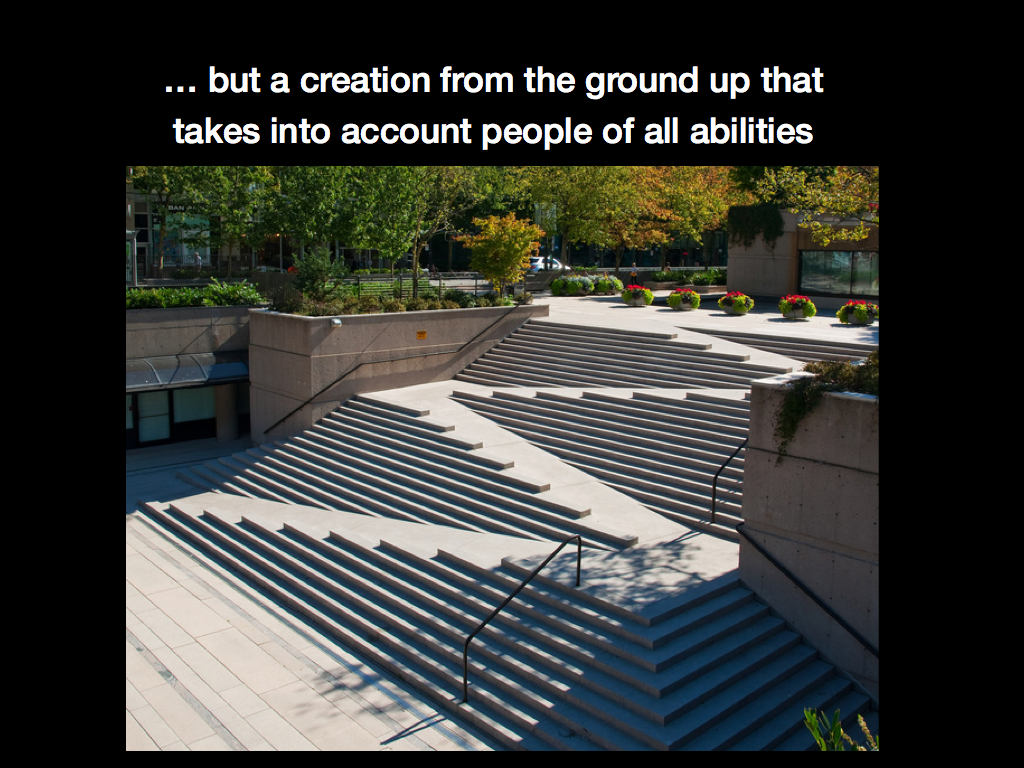 … but a creation from the ground up that
takes into account people of all abilities